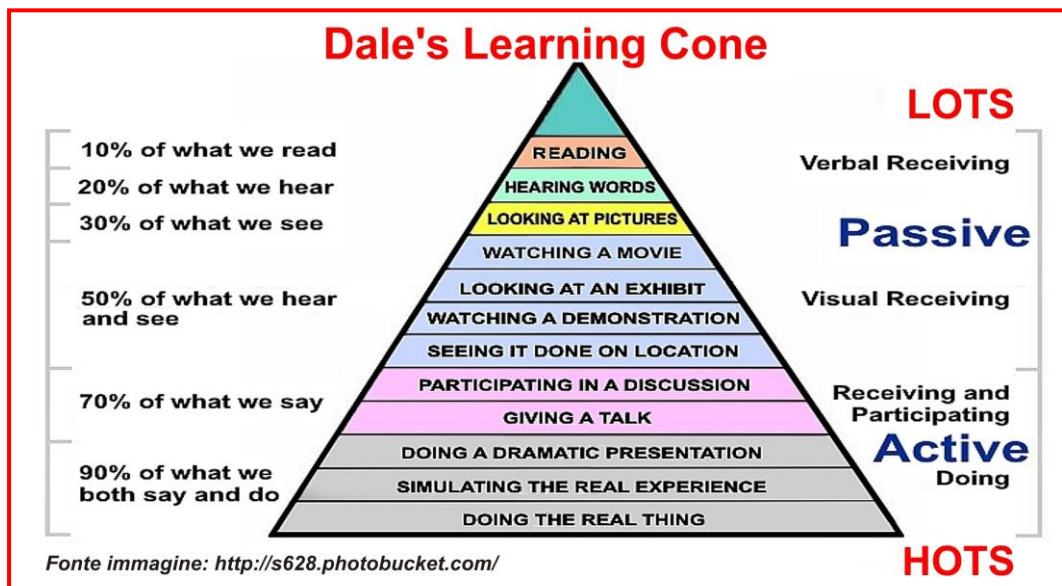 Dale's Learning Cone
LOTS
10% of what we read
READING
Verbal Receiving
20% of what we hear
HEARING WORDS
30% of what we see
LOOKING AT PICTURES
Passive
WATCHING A MOVIE
50% of what we hear
and see
LOOKING AT AN EXHIBIT
Visual Receiving
WATCHING A DEMONSTRATION
SEEING IT DONE ON LOCATION
70% of what we say
PARTICIPATING IN A DISCUSSION
Receiving and
Participating
GIVING A TALK
Active
90% of what we
both say and do
DOING A DRAMATIC PRESENTATION
Doing
SIMULATING THE REAL EXPERIENCE
DOING THE REAL THING
HOTS
Fonte immagine: http://s628.photobucket.com/